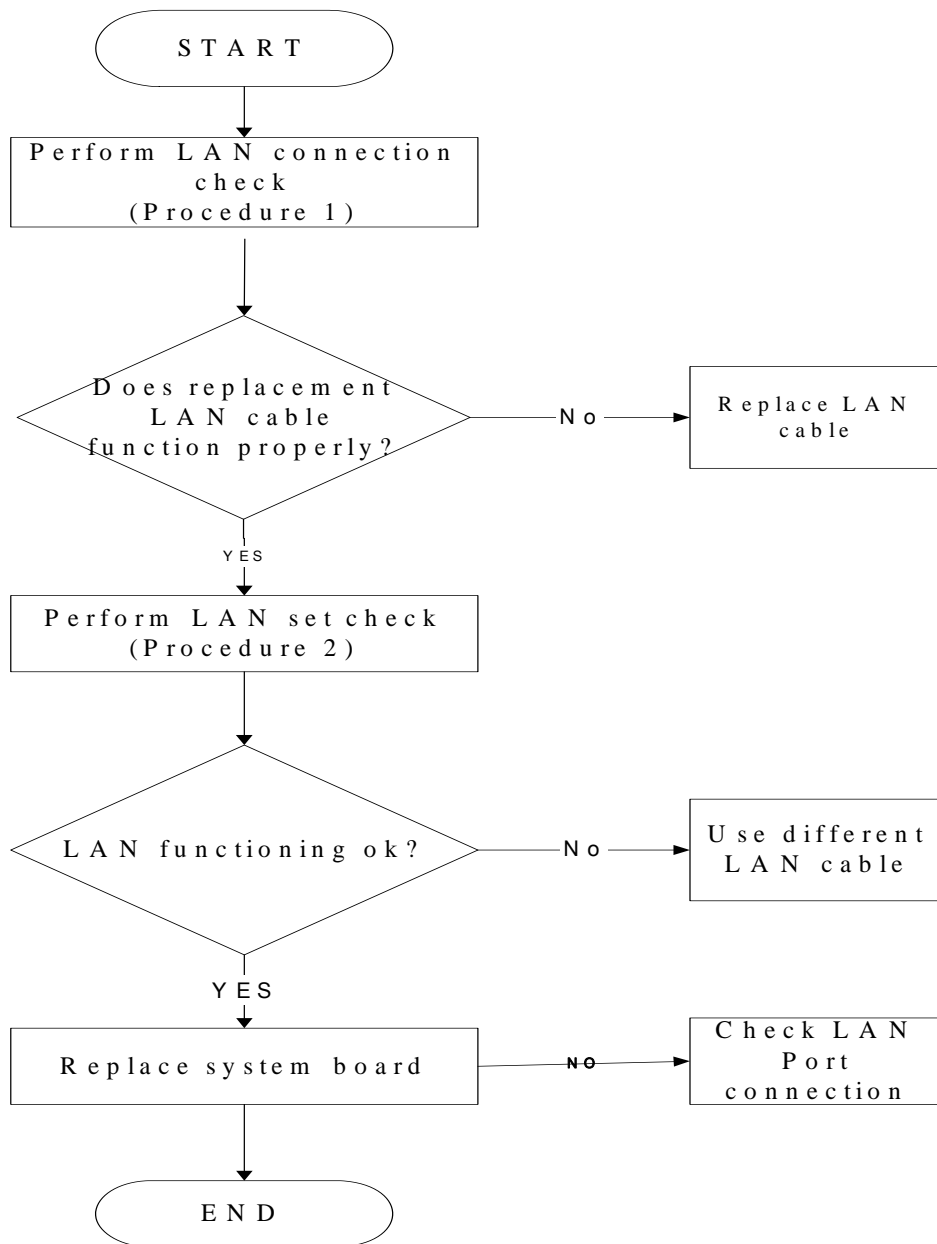 START
Perform LAN connection
check
(Procedure 1)
Does replacement
LAN cable
function properly?
No
Replace LAN
cable
YES
Perform LAN set check
(Procedure 2)
LAN functioning ok?
No
Use different
LAN cable
YES
Replace system board
NO
Check LAN
Port
connection
END